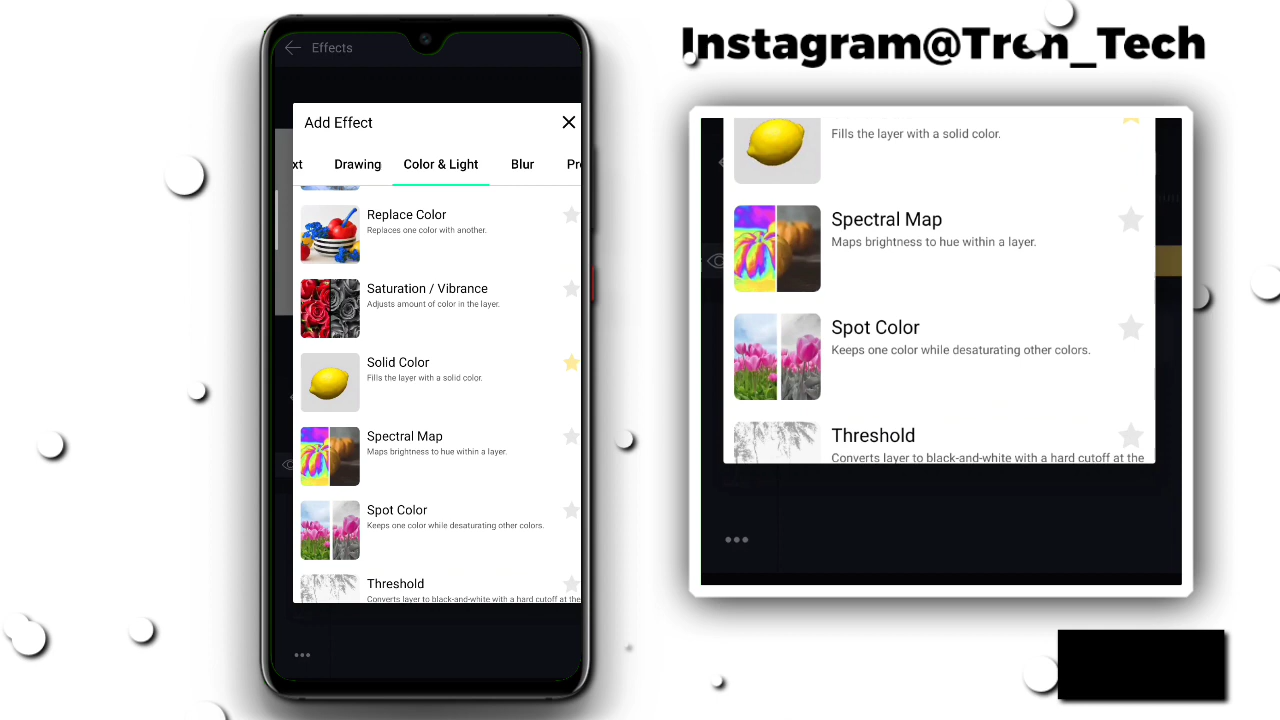 Instagram@Tren_Tech
Effects
Add Effect
xt Drawing Color & Light Blur Pr
Replace Color
Replaces one color with another.
Saturation / Vibrance
Adjusts amount of color in the layer.
Solid Color
Fills the layer with a solid color.
Spectral Map
Maps brightness to hue within a layer.
Spot Color
Keeps one color while desaturating other colors.
Threshold
Converts layer to black-and-white with a hard cutoff at the
Fills the layer with a solid color.
Spectral Map
Maps brightness to hue within a layer.
Spot Color
Keeps one color while desaturating other colors.
Threshold
Converts layer to black-and-white with a hard cutoff at the